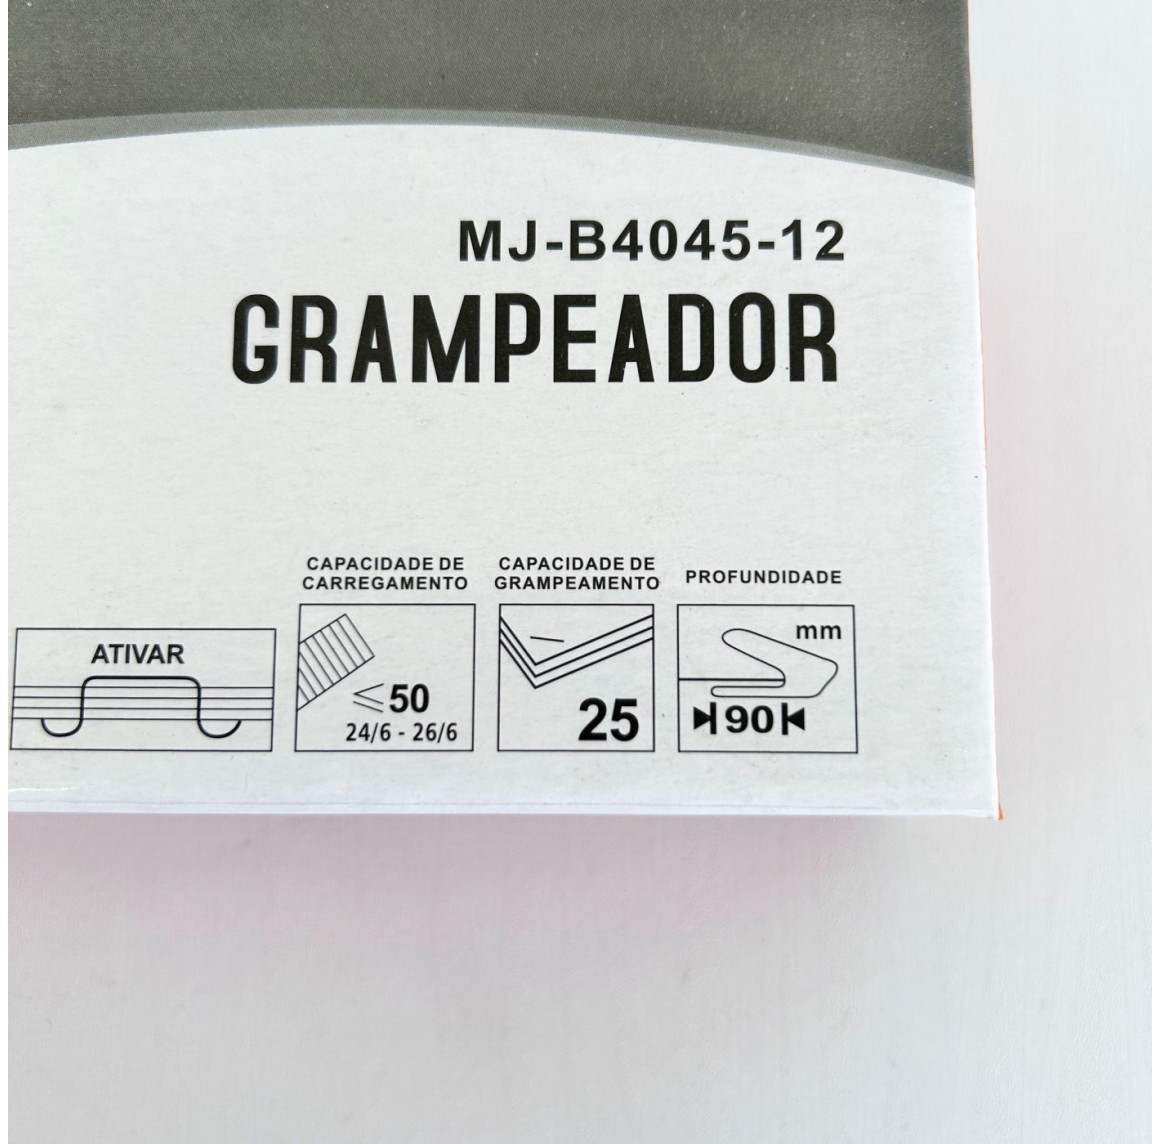 MJ-B4045-12
GRAMPEADOR
ATIVAR
CAPACIDADE DE
CARREGAMENTO
≤50
24/6 - 26/6
CAPACIDADE DE
GRAMPEAMENTO
25
PROFUNDIDADE
mm
90